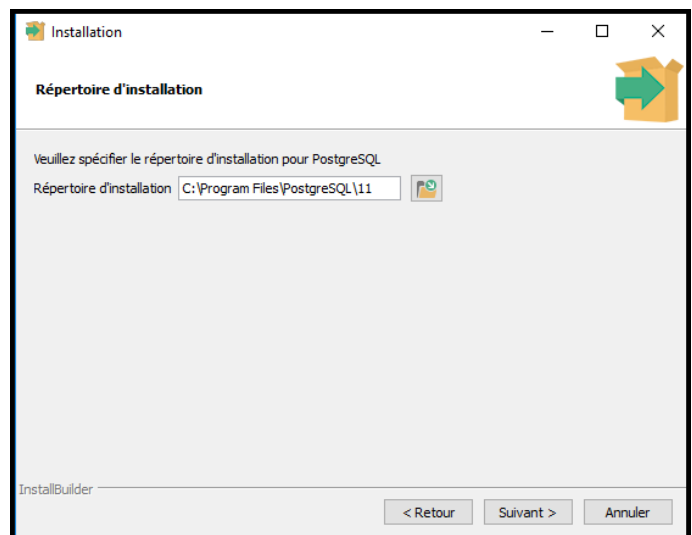 Installation
Répertoire d'installation
Veuillez spécifier le répertoire d'installation pour PostgreSQL
Répertoire d'installation C:\Program Files\PostgreSQL\11
InstallBuilder
< Retour Suivant > Annuler